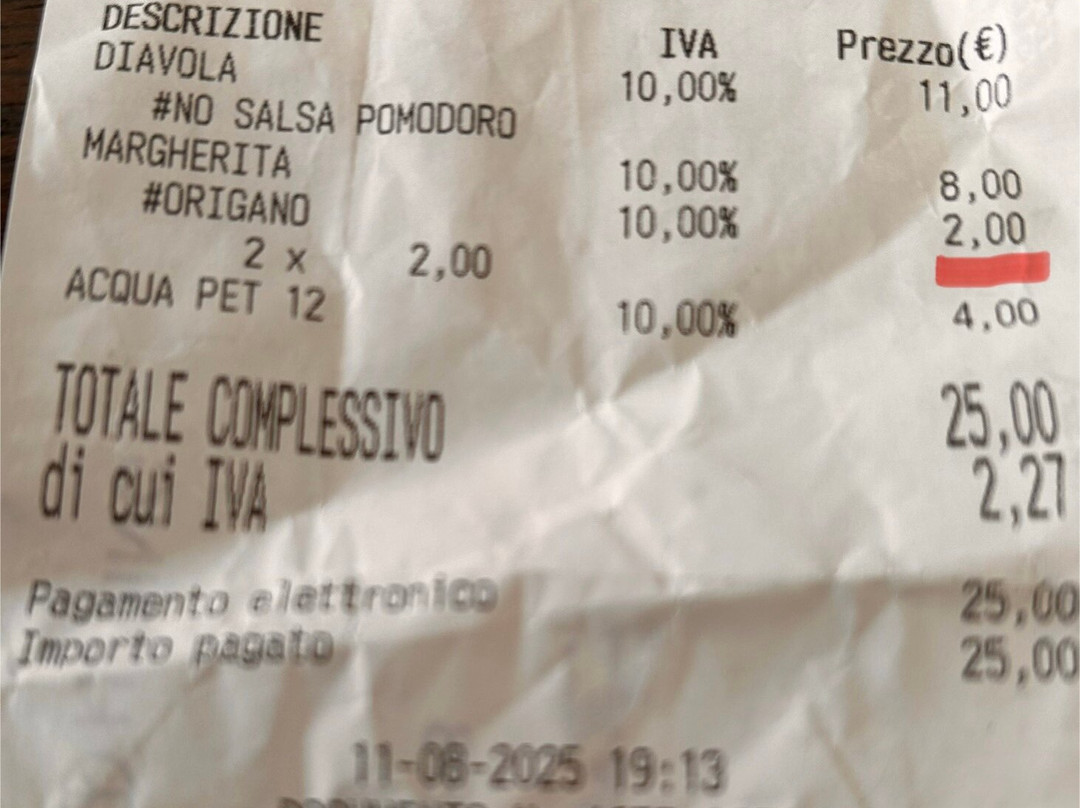 DESCRIZIONE IVA Prezzo(€)
DIAVOLA 10,00% 11,00
#NO SALSA POMODORO
MARGHERITA 10,00% 8,00
#ORIGANO 10,00% 2,00
2 x 2,00
ACQUA PET 12 10,00% 4,00
TOTALE COMPLESSIVO 25,00
di cui IVA 2,27
Pagamento elettronico 25,00
Importo pagato 25,00
11-08-2025 19:13